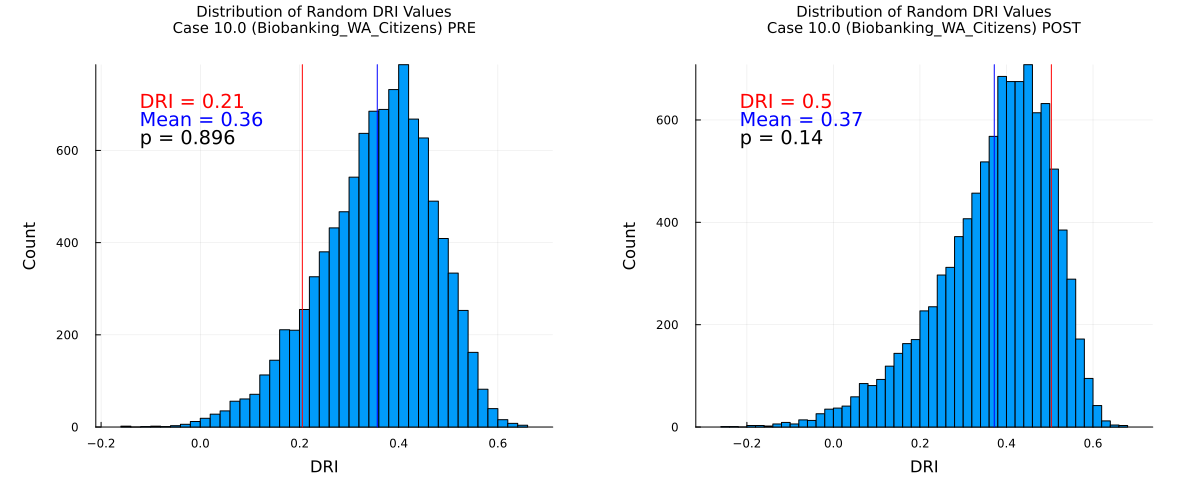 Distribution of Random DRI Values
Case 10.0 (Biobanking_WA_Citizens) PRE
DRI = 0.21
Mean = 0.36
p = 0.896
Count
600
400
200
0
−0.2
0.0
0.2
0.4
0.6
DRI
Distribution of Random DRI Values
Case 10.0 (Biobanking_WA_Citizens) POST
DRI = 0.5
Mean = 0.37
p = 0.14
Count
600
400
200
0
−0.2
0.0
0.2
0.4
0.6
DRI